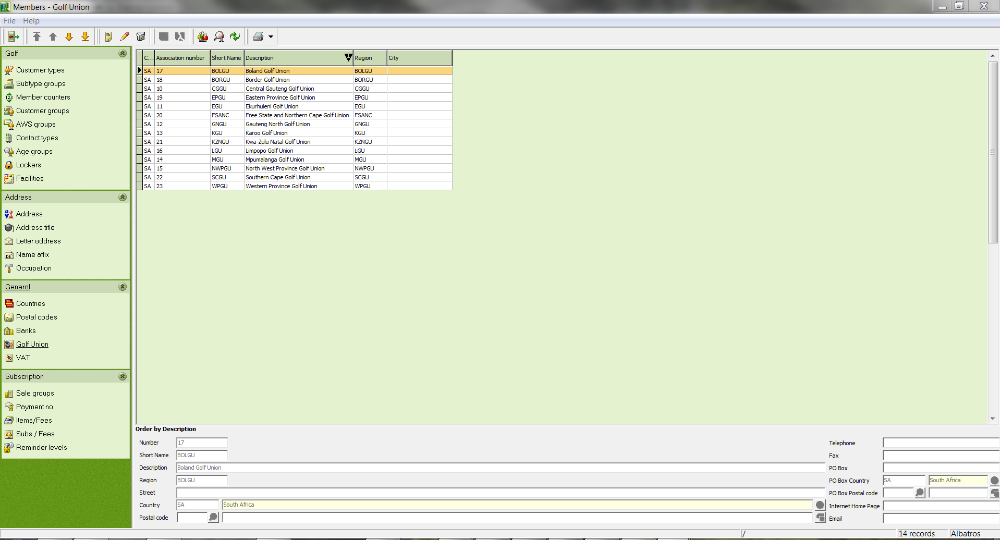 Members - Golf Union
File Help
Golf
Customer types
Subtype groups
123 Member counters
Customer groups
AWS groups
Contact types
Age groups
Lockers
Facilities
Address
Address
Address title
Letter address
DE Name affix
Occupation
General
Countries
Zip Postal codes
Banks
Golf Union
% VAT
Subscription
Sale groups
Payment no.
Items/Fees
Subs / Fees
Reminder levels
C... Association number Short Name Description 1 Region City
SA 17 BOLGU Boland Golf Union BOLGU
SA 18 BORGU Border Golf Union BORGU
SA 10 CGGU Central Gauteng Golf Union CGGU
SA 19 EPGU Eastern Province Golf Union EPGU
SA 11 EGU Ekurhuleni Golf Union EGU
SA 20 FSANC Free State and Northern Cape Golf Union FSANC
SA 12 GNGU Gauteng North Golf Union GNGU
SA 13 KGU Karoo Golf Union KGU
SA 21 KZNGU Kwa-Zulu Natal Golf Union KZNGU
SA 16 LGU Limpopo Golf Union LGU
SA 14 MGU Mpumalanga Golf Union MGU
SA 15 NWPGU North West Province Golf Union NWPGU
SA 22 SCGU Southern Cape Golf Union SCGU
SA 23 WPGU Western Province Golf Union WPGU
Order by Description
Number 17
Short Name BOLGU
Description Boland Golf Union
Region BOLGU
Street
Country SA South Africa
Postal code
Telephone
Fax
PO Box
PO Box Country SA South Africa
PO Box Postal code
Internet Home Page
Email
/ 14 records Albatros